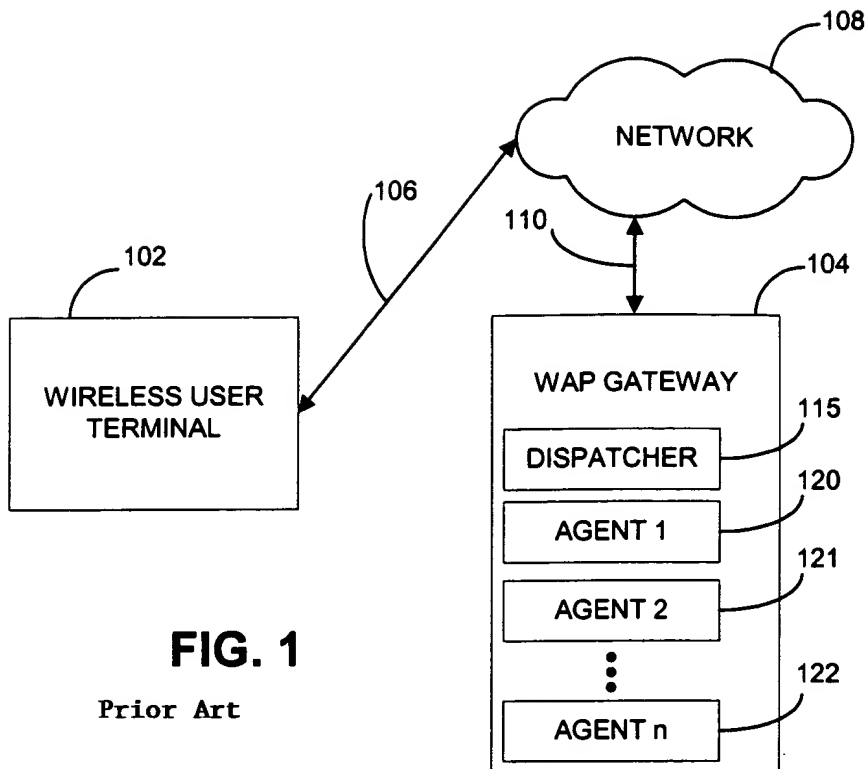 108
NETWORK
106
110
102
104
WIRELESS USER
TERMINAL
WAP GATEWAY
115
DISPATCHER
120
AGENT 1
121
AGENT 2
122
AGENT n
FIG. 1
Prior Art